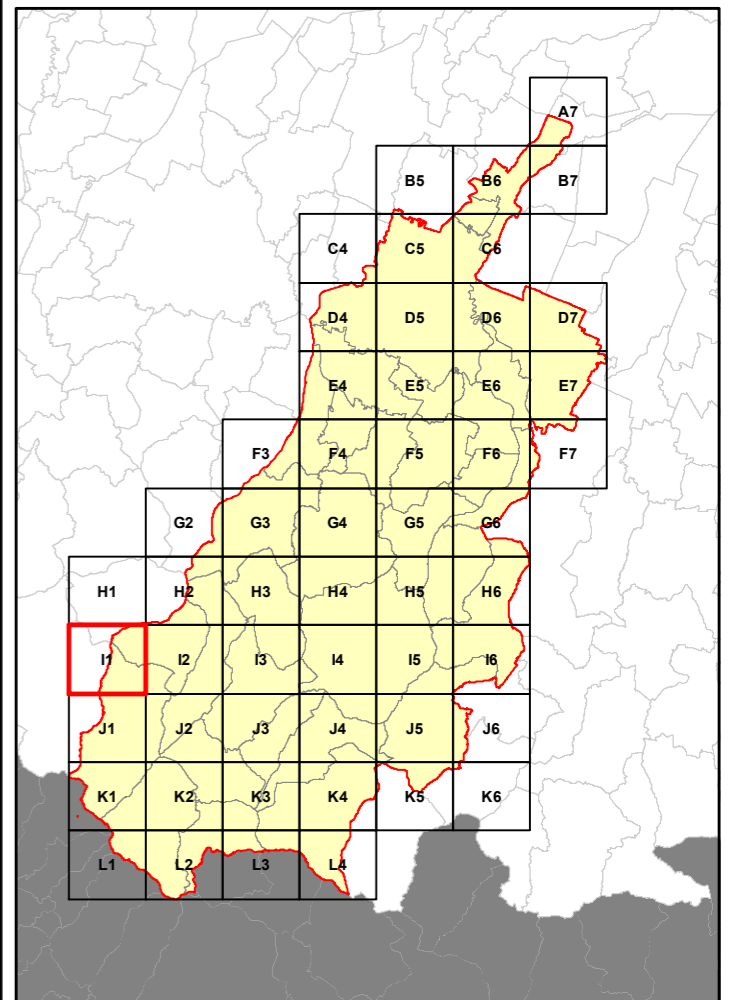 A7
B5 B6 B7
C4 C5 C6
D4 D5 D6 D7
E4 E5 E6 E7
F3 F4 F5 F6 F7
G2 G3 G4 G5 G6
H1 H2 H3 H4 H5 H6
I1 I2 I3 I4 I5 I6
J1 J2 J3 J4 J5 J6
K1 K2 K3 K4 K5 K6
L1 L2 L3 L4